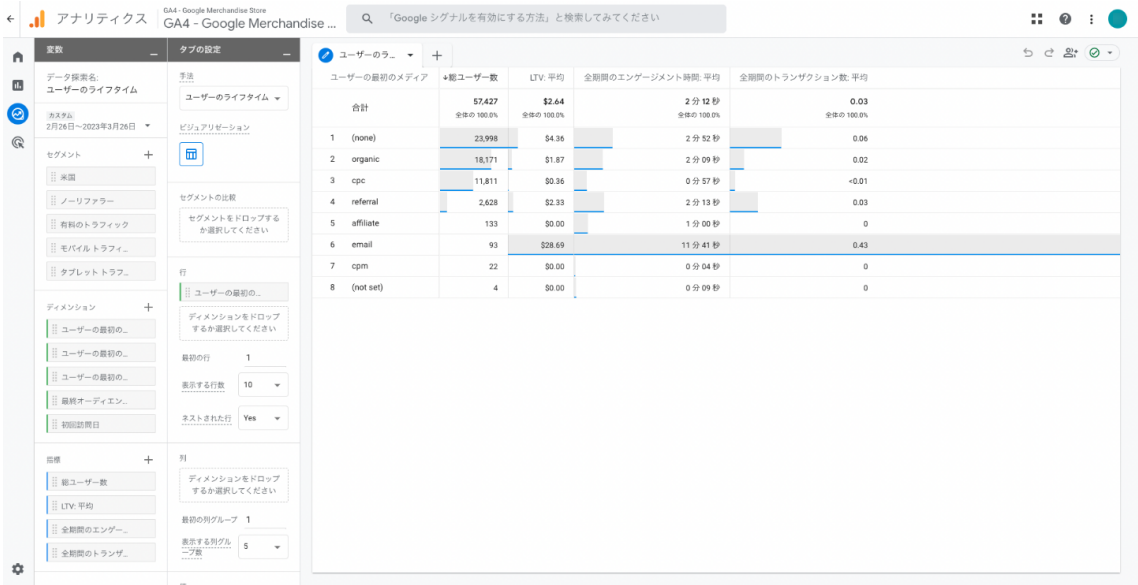 アナリティクス
GA4 - Google Merchandise Store
GA4 - Google Merchandise ...
「Google シグナルを有効にする方法」と検索してみてください
変数
データ探索名:
ユーザーのライフタイム
カスタム
2月26日～2023年3月26日
セグメント
米国
ノーリファラー
有料のトラフィック
モバイル トラフィ...
タブレット トラフ...
ディメンション
ユーザーの最初の...
ユーザーの最初の...
ユーザーの最初の...
最終オーディエン...
初回訪問日
指標
総ユーザー数
LTV: 平均
全期間のエンゲー...
全期間のトランザ...
タブの設定
手法
ユーザーのライフタイム
ビジュアリゼーション
セグメントの比較
セグメントをドロップする
か選択してください
行
ユーザーの最初の...
ディメンションをドロップ
するか選択してください
最初の行 1
表示する行数 10
ネストされた行 Yes
列
ディメンションをドロップ
するか選択してください
最初の列グループ 1
表示する列グル
ープ数
5
ユーザーのラ...
ユーザーの最初のメディア ↓総ユーザー数 LTV: 平均 全期間のエンゲージメント時間: 平均 全期間のトランザクション数: 平均
合計 57,427 $2.64 2 分 12 秒 0.03
全体の 100.0% 全体の 100.0% 全体の 100.0% 全体の 100.0%
1 (none) 23,998 $4.36 2 分 52 秒 0.06
2 organic 18,171 $1.87 2 分 09 秒 0.02
3 cpc 11,811 $0.36 0 分 57 秒 <0.01
4 referral 2,628 $2.33 2 分 13 秒 0.03
5 affiliate 133 $0.00 1 分 00 秒 0
6 email 93 $28.69 11 分 41 秒 0.43
7 cpm 22 $0.00 0 分 04 秒 0
8 (not set) 4 $0.00 0 分 09 秒 0